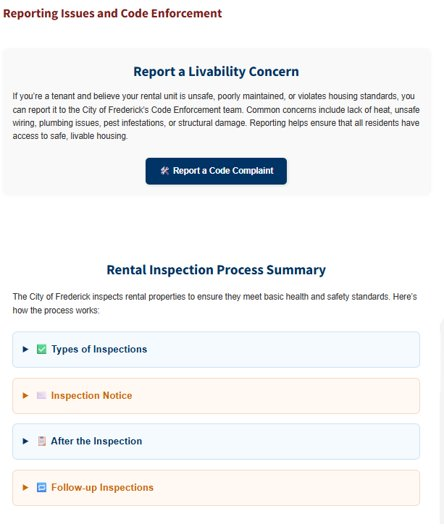 Reporting Issues and Code Enforcement
Report a Livability Concern
If you're a tenant and believe your rental unit is unsafe, poorly maintained, or violates housing standards, you
can report it to the City of Frederick's Code Enforcement team. Common concerns include lack of heat, unsafe
wiring, plumbing issues, pest infestations, or structural damage. Reporting helps ensure that all residents have
access to safe, livable housing.
🛠 Report a Code Complaint
Rental Inspection Process Summary
The City of Frederick inspects rental properties to ensure they meet basic health and safety standards. Here's
how the process works:
Types of Inspections
Inspection Notice
After the Inspection
Follow-up Inspections